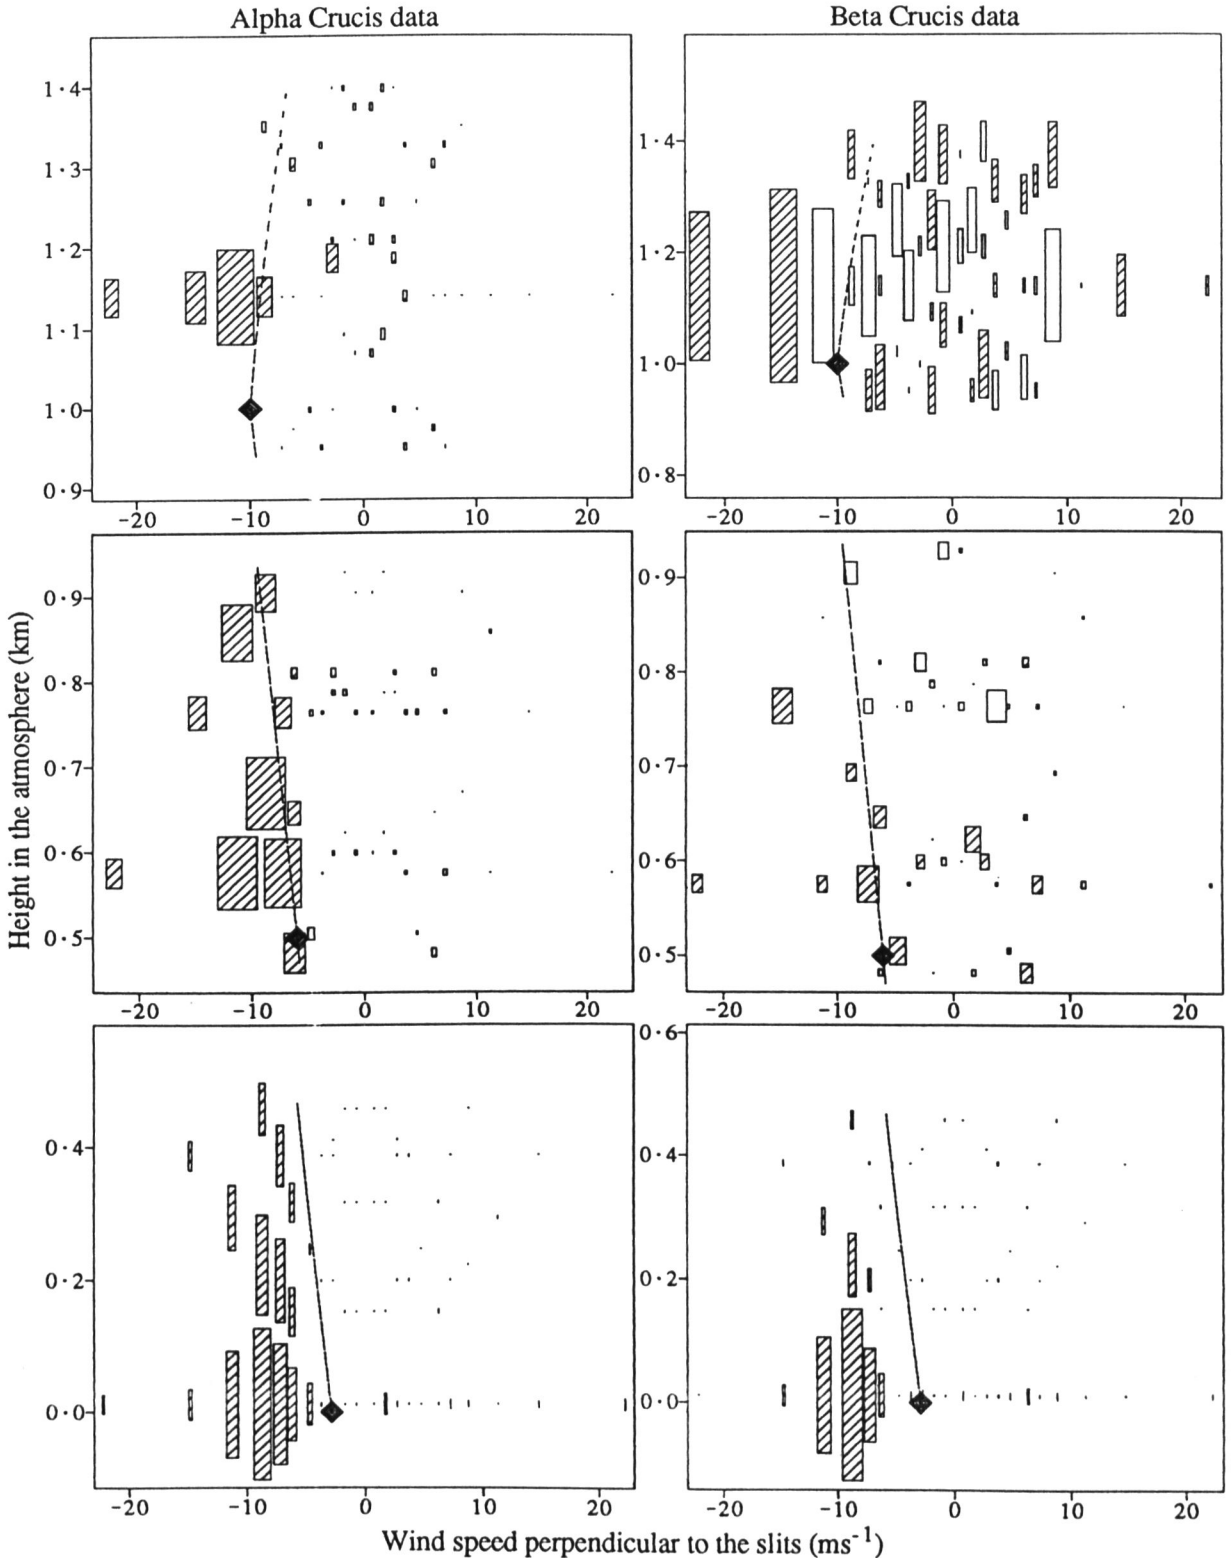 Alpha Crucis data
Beta Crucis data
1·4
1·3
1·2
1·1
1·0
0·9
-20 -10 0 10 20
1·4
1·2
1·0
0·8
-20 -10 0 10 20
Height in the atmosphere (km)
0·9
0·8
0·7
0·6
0·5
-20 -10 0 10 20
0·9
0·8
0·7
0·6
0·5
-20 -10 0 10 20
0·4
0·2
0·0
-20 -10 0 10 20
0·6
0·4
0·2
0·0
-20 -10 0 10 20
Wind speed perpendicular to the slits (ms⁻¹)